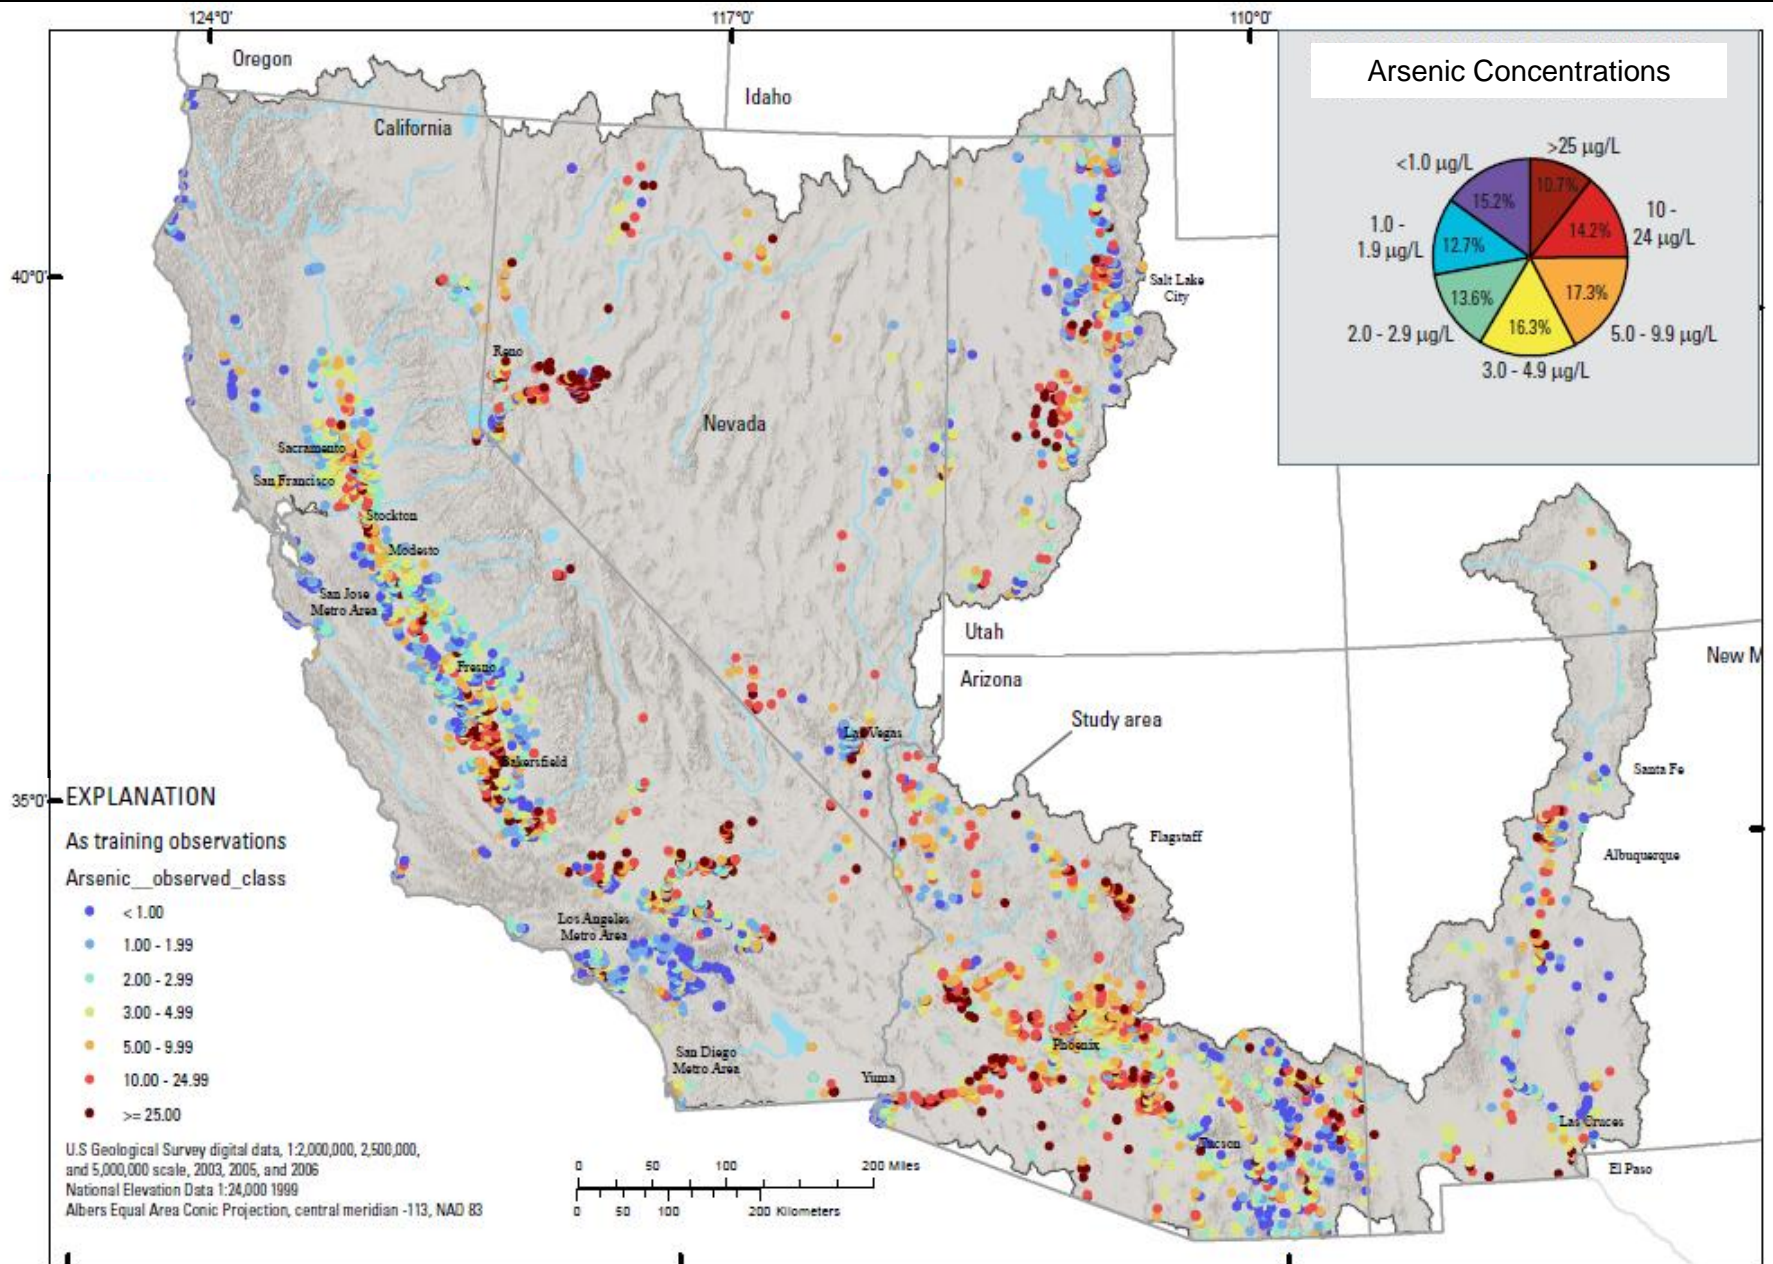 124°0'
117°0'
110°0'
Oregon
Idaho
California
Arsenic Concentrations
>25 µg/L
<1.0 µg/L
10.7%
15.2%
10 -
24 µg/L
14.2%
1.0 -
1.9 µg/L
12.7%
17.3%
13.6%
16.3%
2.0 - 2.9 µg/L
5.0 - 9.9 µg/L
3.0 - 4.9 µg/L
40°0'
Salt Lake
City
Reno
Nevada
Sacramento
San Francisco
Stockton
Modesto
San Jose
Metro Area
Utah
Arizona
New M
Fresno
Study area
Las Vegas
Bakersfield
Santa Fe
35°0'
EXPLANATION
As training observations
Arsenic__observed_class
< 1.00
1.00 - 1.99
2.00 - 2.99
3.00 - 4.99
5.00 - 9.99
10.00 - 24.99
>= 25.00
Flagstaff
Albuquerque
Los Angeles
Metro Area
San Diego
Metro Area
Phoenix
Yuma
Tucson
Las Cruces
El Paso
U.S Geological Survey digital data, 1:2,000,000, 2,500,000,
and 5,000,000 scale, 2003, 2005, and 2006
National Elevation Data 1:24,000 1999
Albers Equal Area Conic Projection, central meridian -113, NAD 83
0 50 100 200 Miles
0 50 100 200 Kilometers